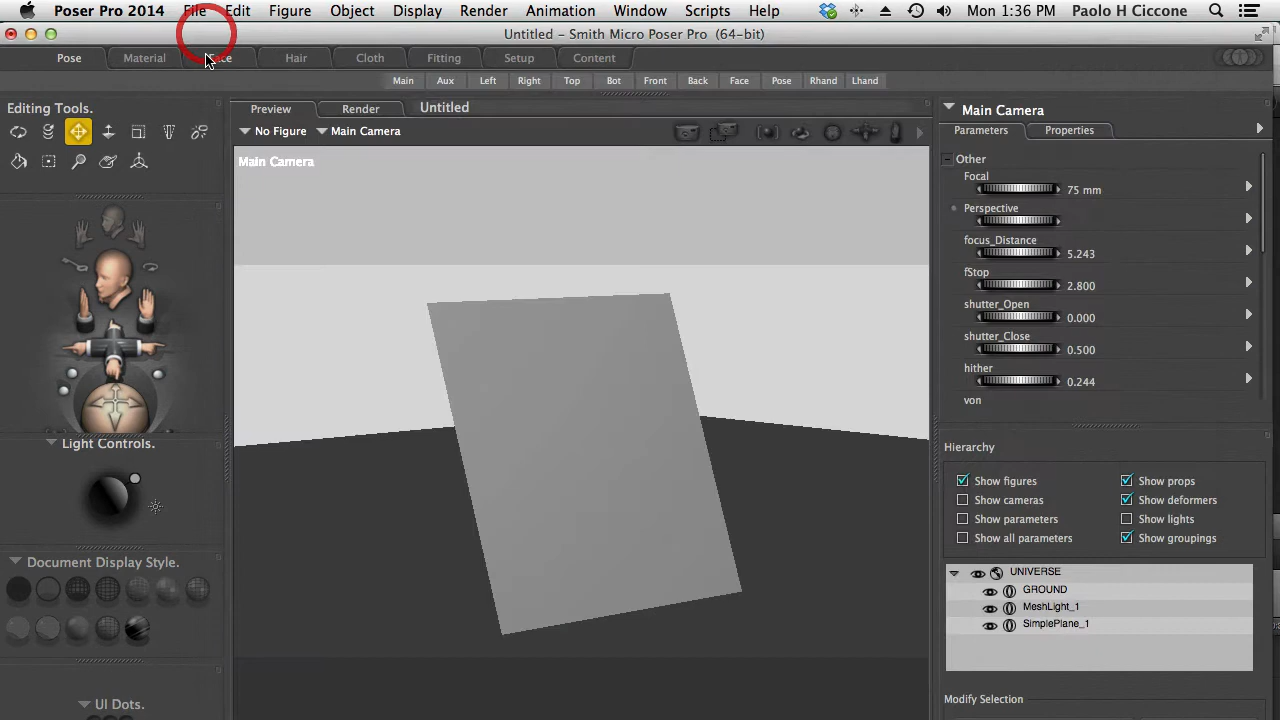 Poser Pro 2014 File Edit Figure Object Display Render Animation Window Scripts Help Mon 1:36 PM Paolo H Ciccone
Untitled – Smith Micro Poser Pro (64-bit)
Pose Material Face Hair Cloth Fitting Setup Content
Main Aux Left Right Top Bot Front Back Face Pose Rhand Lhand
Editing Tools.
Preview Render Untitled
No Figure Main Camera
Main Camera
Light Controls.
Document Display Style.
UI Dots.
Main Camera
Parameters Properties
Other
Focal
75 mm
Perspective
focus_Distance
5.243
fStop
2.800
shutter_Open
0.000
shutter_Close
0.500
hither
0.244
yon
Hierarchy
Show figures Show props
Show cameras Show deformers
Show parameters Show lights
Show all parameters Show groupings
UNIVERSE
GROUND
MeshLight_1
SimplePlane_1
Modify Selection